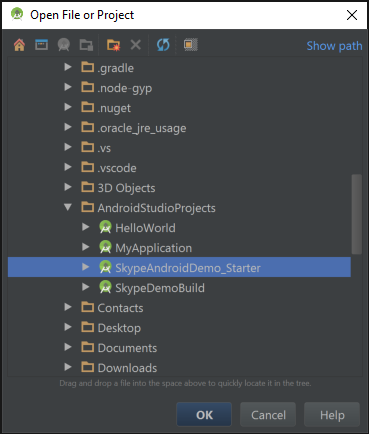 Open File or Project
Show path
.gradle
.node-gyp
.nuget
.oracle_jre_usage
.vs
.vscode
3D Objects
AndroidStudioProjects
HelloWorld
MyApplication
SkypeAndroidDemo_Starter
SkypeDemoBuild
Contacts
Desktop
Documents
Downloads
Drag and drop a file into the space above to quickly locate it in the tree.
OK Cancel Help